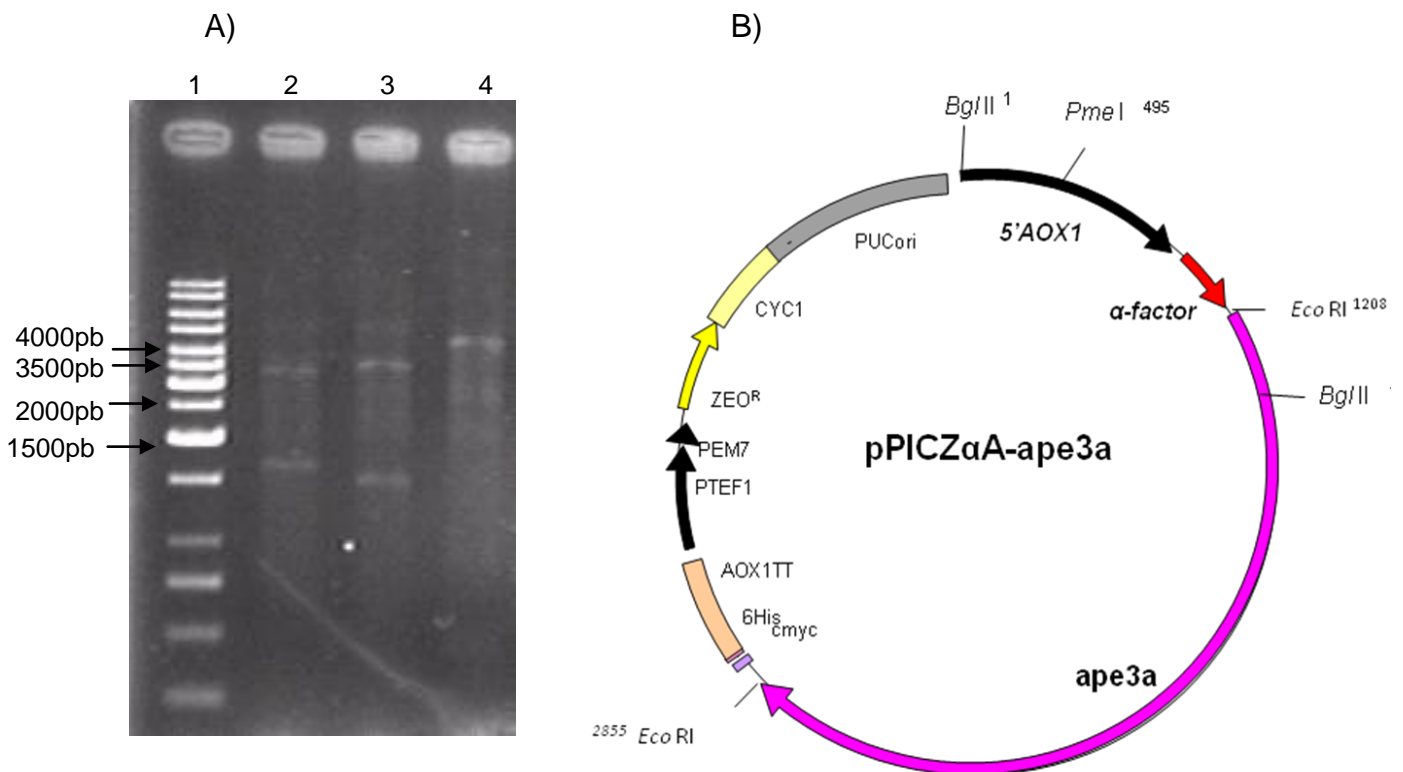 A)
B)
1 2 3 4
4000pb
3500pb
2000pb
1500pb
BglII 1
PmeI 495
5'AOX1
α-factor
EcoRI 1208
BglII
PUCori
CYC1
ZEOR
PEM7
PTEF1
AOX1TT
6His
cmyc
pPICZαA-ape3a
ape3a
2855 EcoRI